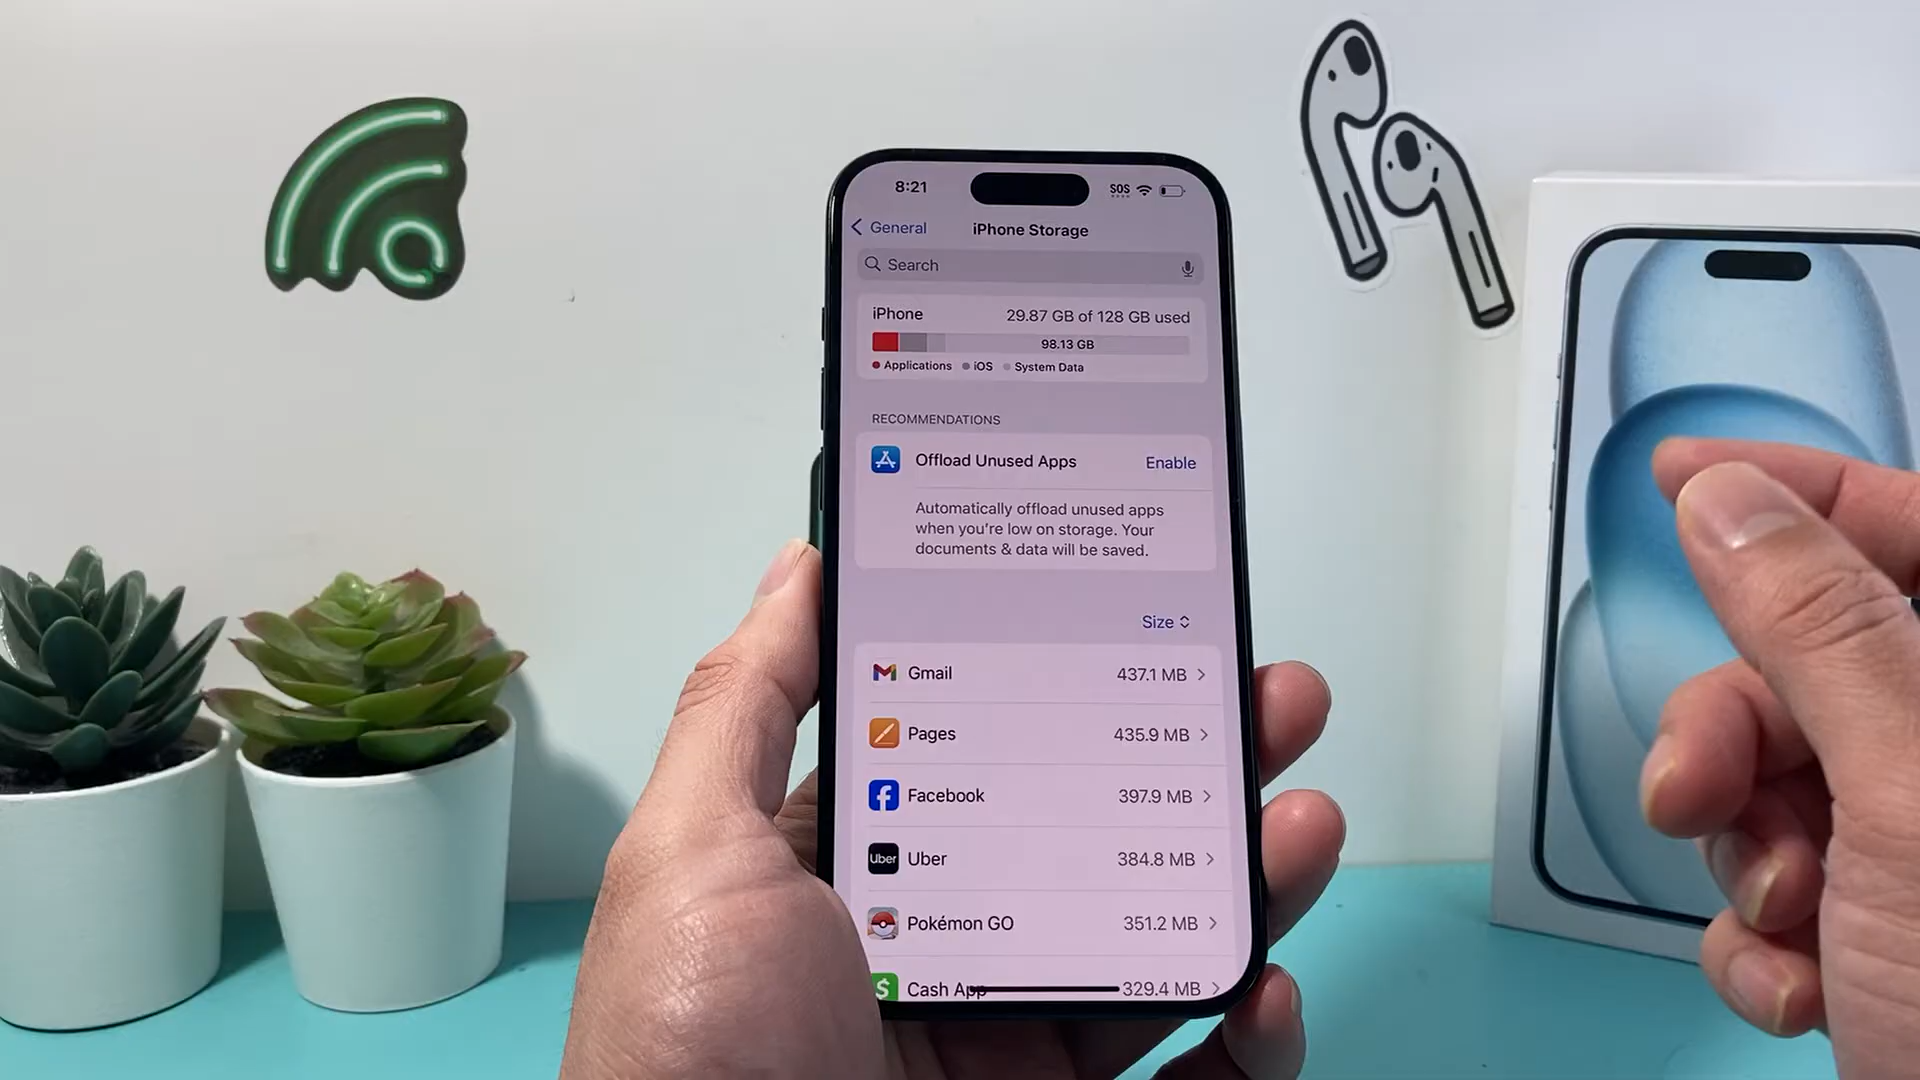 8:21
SOS
General
iPhone Storage
Search
iPhone
29.87 GB of 128 GB used
98.13 GB
Applications
iOS
System Data
RECOMMENDATIONS
Offload Unused Apps
Enable
Automatically offload unused apps
when you're low on storage. Your
documents & data will be saved.
Size
Gmail
437.1 MB
Pages
435.9 MB
Facebook
397.9 MB
Uber
Uber
384.8 MB
Pokémon GO
351.2 MB
Cash App
329.4 MB